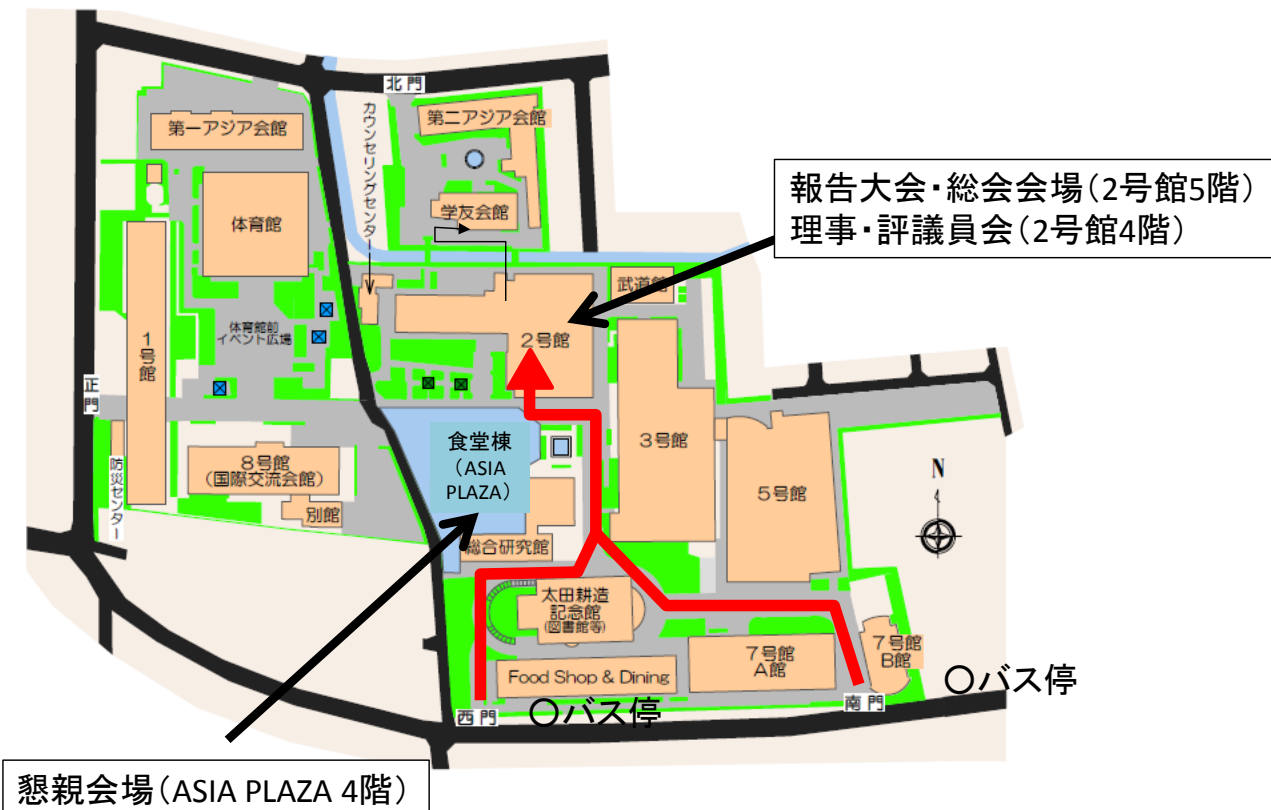 北門
カウンセリングセンター
第一アジア会館
第二アジア会館
体育館
学友会館
報告大会・総会会場(2号館5階)
理事・評議員会(2号館4階)
武道館
体育館前
イベント広場
1号館
2号館
正門
3号館
食堂棟
(ASIA
PLAZA)
8号館
(国際交流会館)
防災センター
別館
5号館
N
総合研究館
太田耕造
記念館
(図書館等)
7号館
A館
7号館
B館
Food Shop & Dining
西門
○バス停
南門
○バス停
懇親会場(ASIA PLAZA 4階)